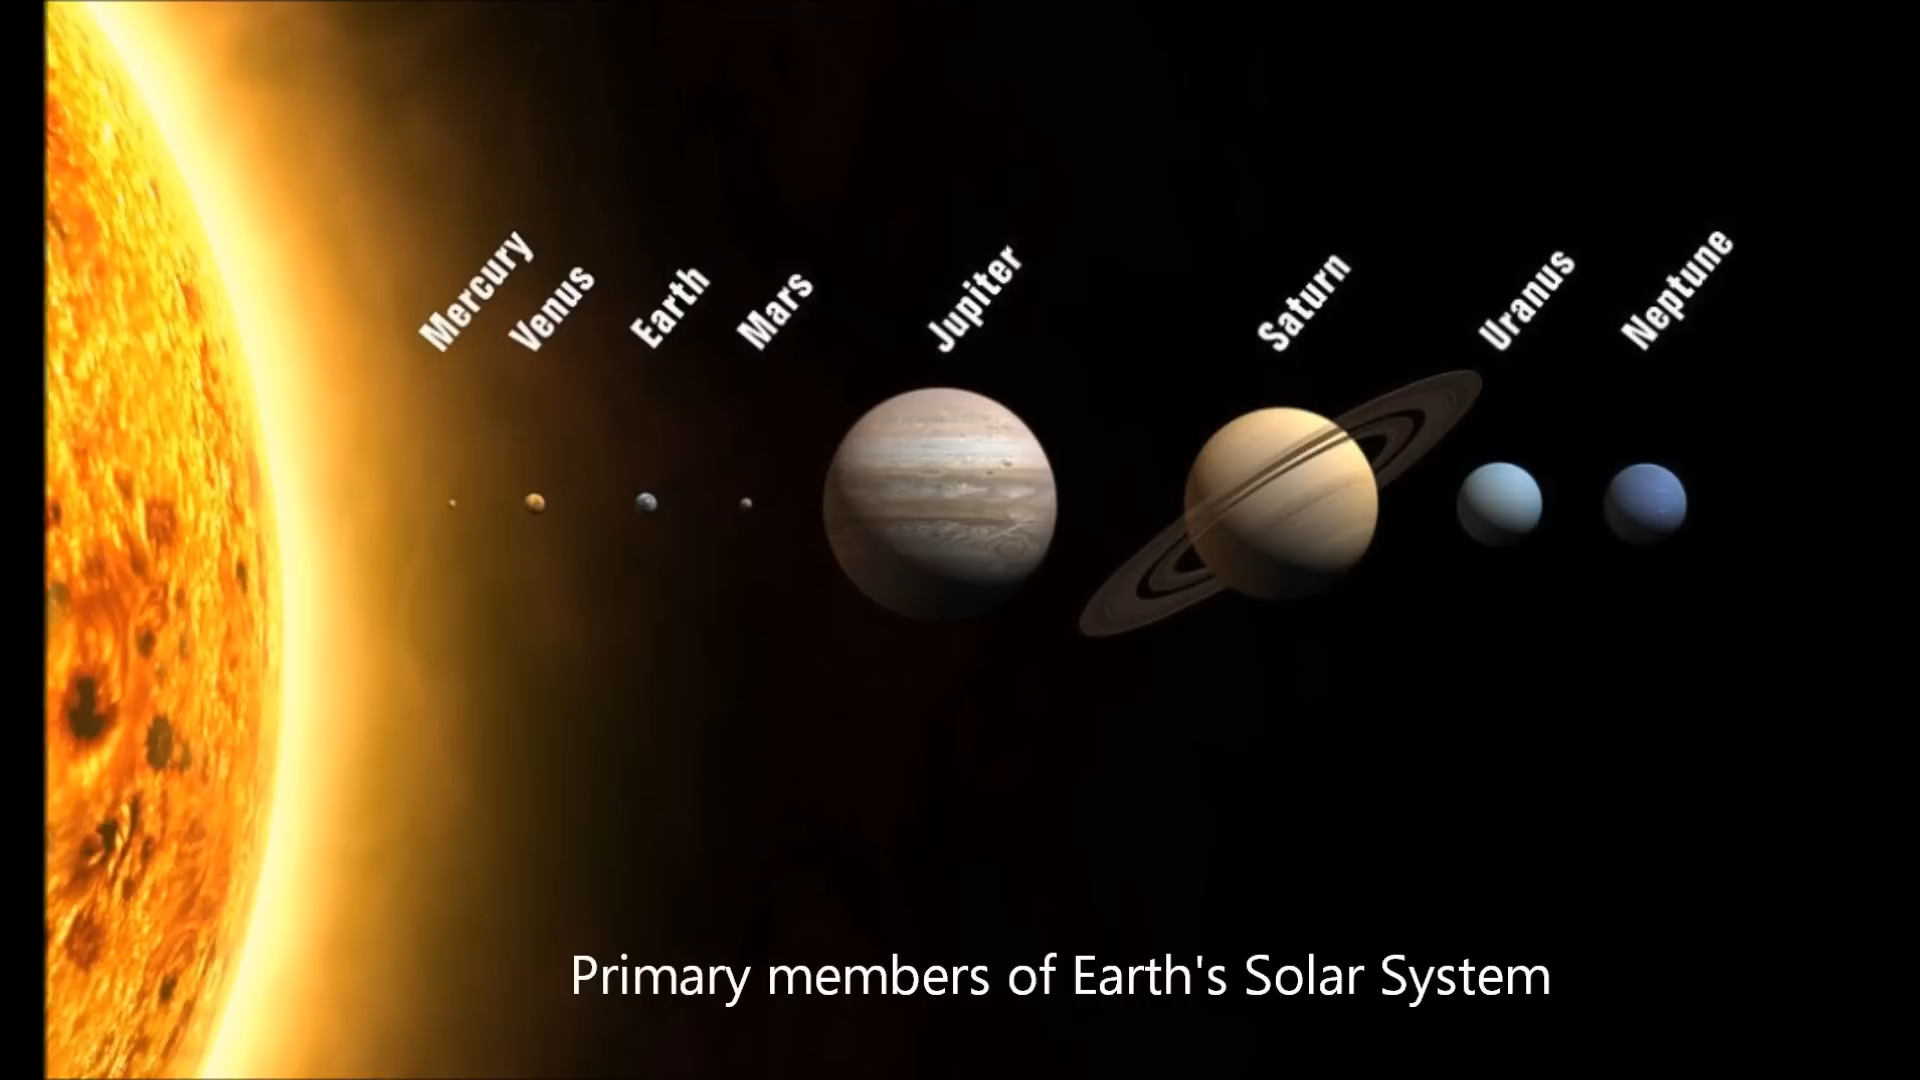 Mercury
Venus
Earth
Mars
Jupiter
Saturn
Uranus
Neptune
Primary members of Earth's Solar System